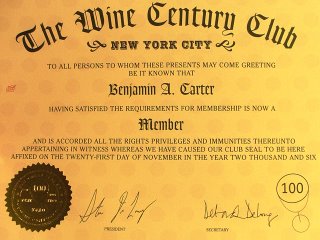 The Wine Century Club
NEW YORK CITY
TO ALL PERSONS TO WHOM THESE PRESENTS MAY COME GREETING
BE IT KNOWN THAT
Benjamin A. Carter
HAVING SATISFIED THE REQUIREMENTS FOR MEMBERSHIP IS NOW A
Member
AND IS ACCORDED ALL THE RIGHTS PRIVILEGES AND IMMUNITIES THEREUNTO
APPERTAINING IN WITNESS WHEREAS WE HAVE CAUSED OUR CLUB SEAL TO BE HERE
AFFIXED ON THE TWENTY-FIRST DAY OF NOVEMBER IN THE YEAR TWO THOUSAND AND SIX
100
PRESIDENT
SECRETARY